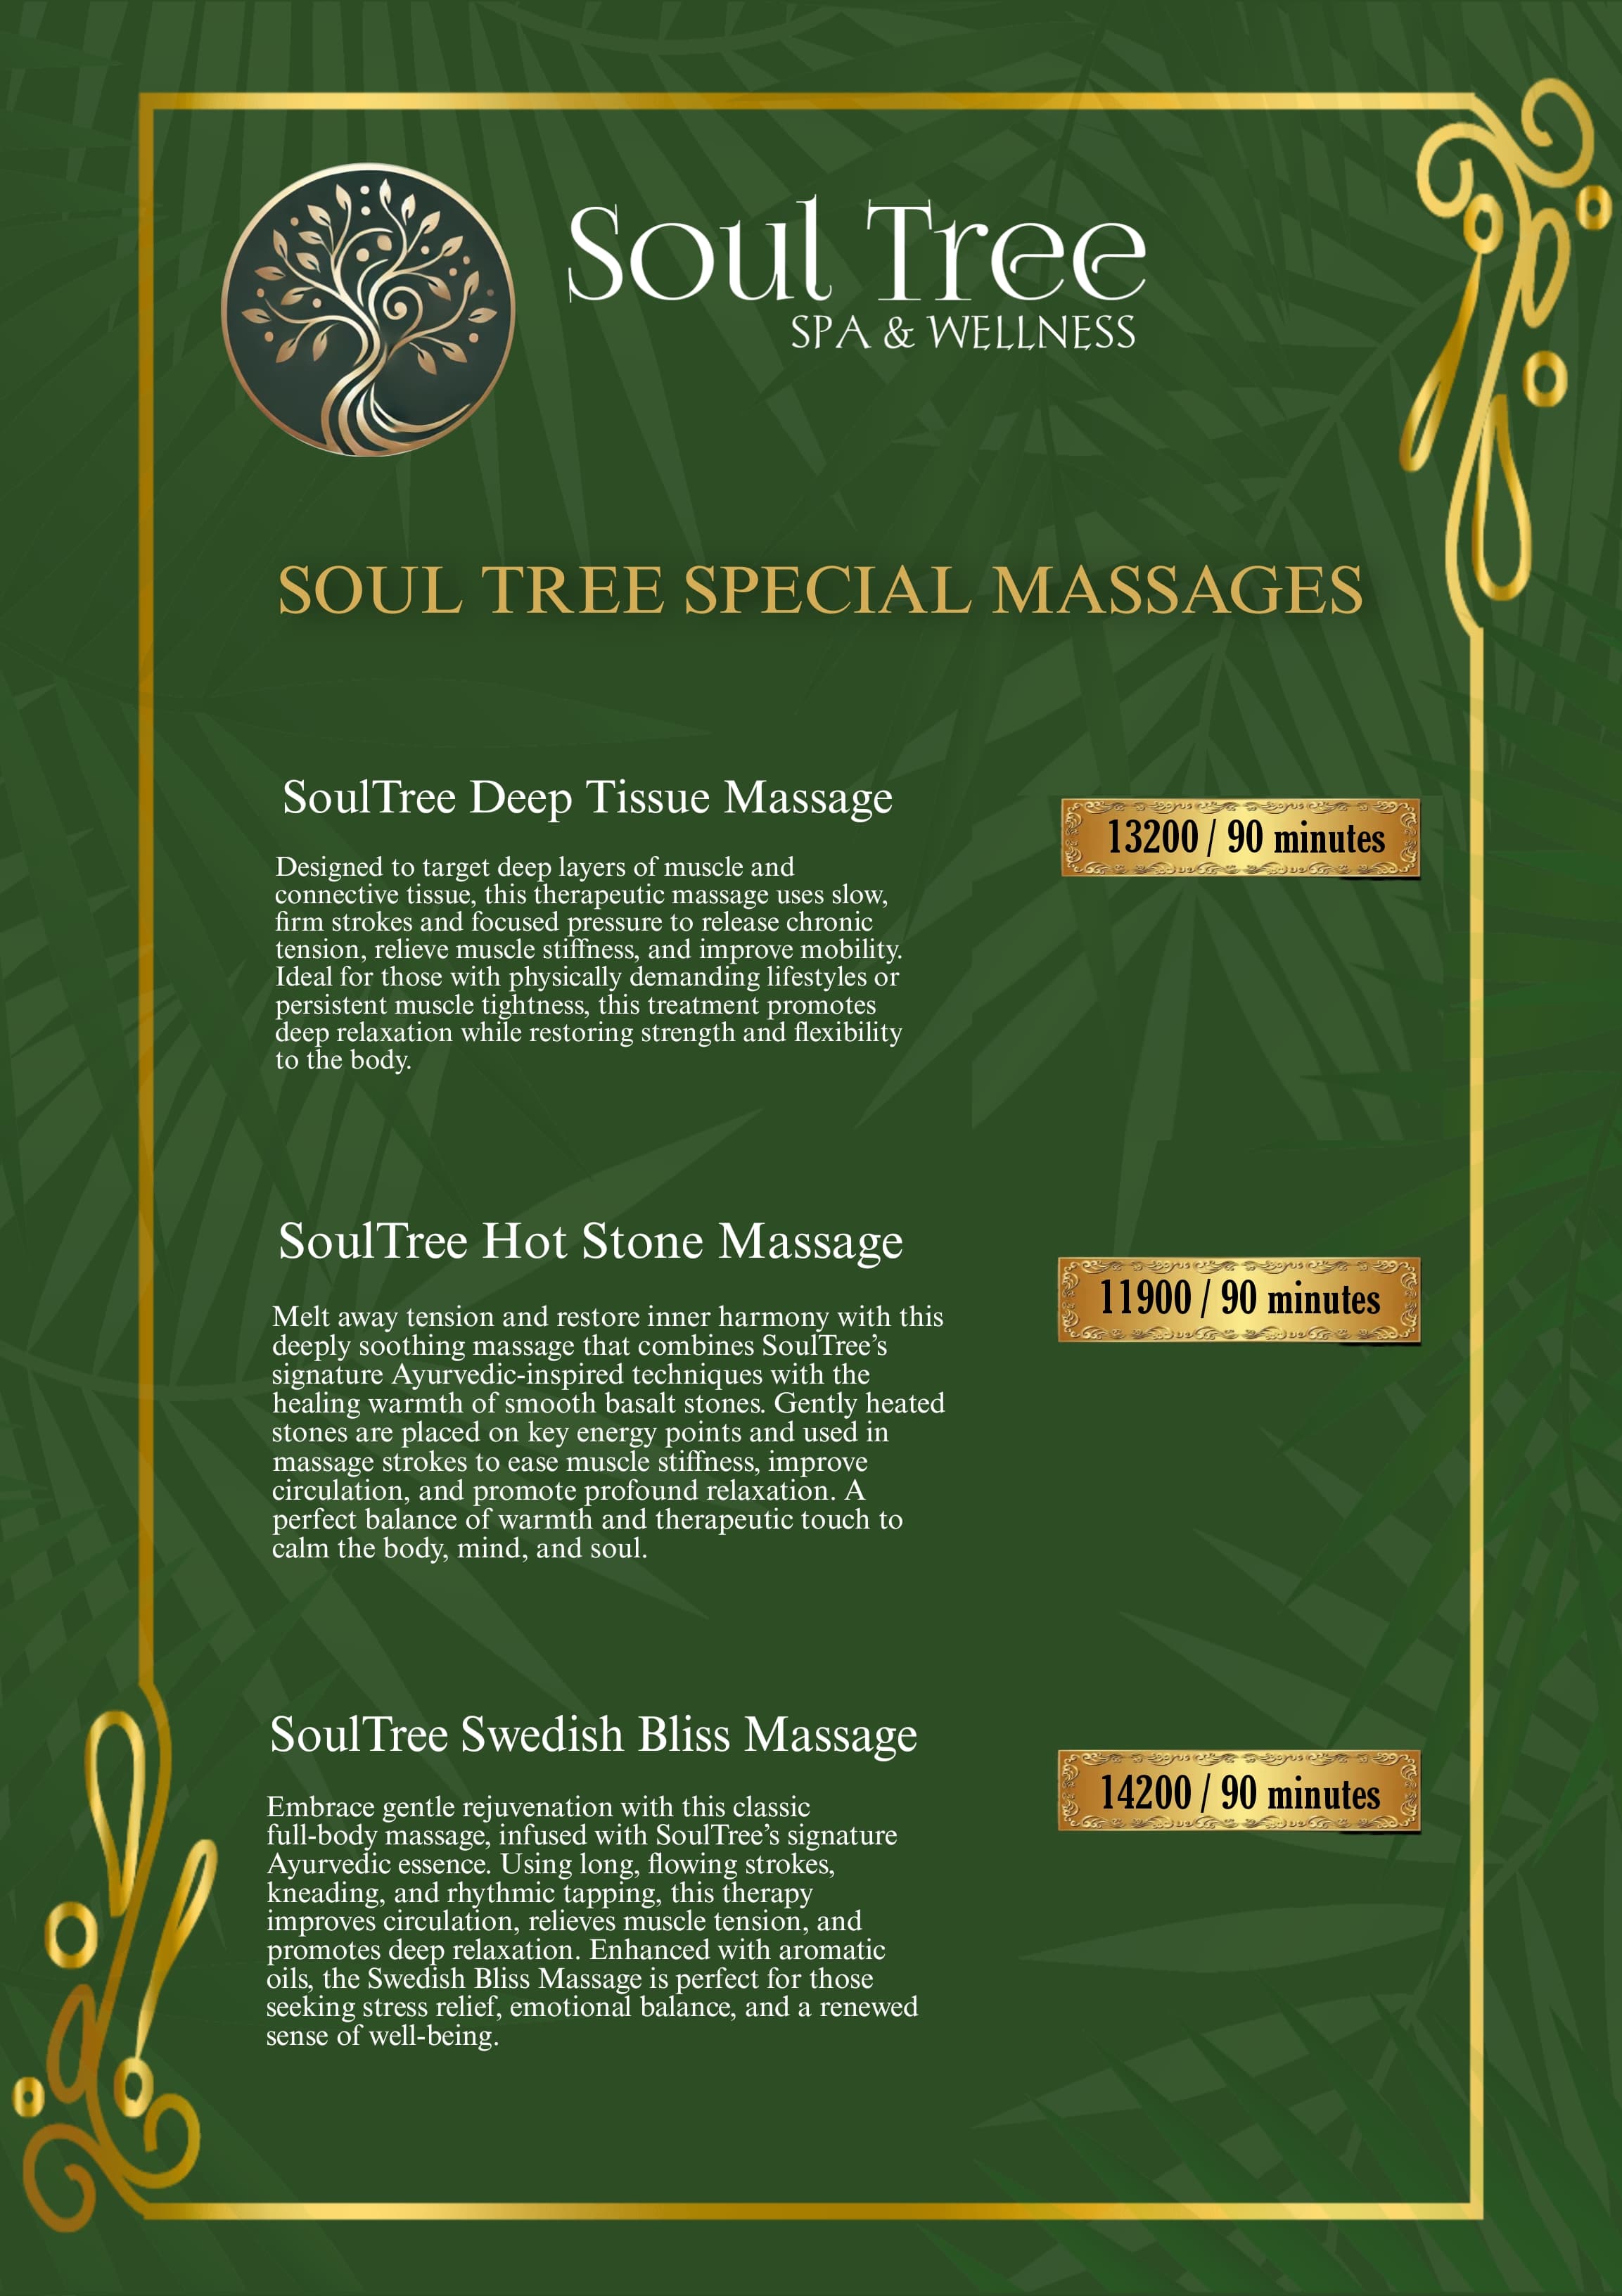 Soul Tree
SPA & WELLNESS
SOUL TREE SPECIAL MASSAGES
SoulTree Deep Tissue Massage
13200 / 90 minutes
Designed to target deep layers of muscle and
connective tissue, this therapeutic massage uses slow,
firm strokes and focused pressure to release chronic
tension, relieve muscle stiffness, and improve mobility.
Ideal for those with physically demanding lifestyles or
persistent muscle tightness, this treatment promotes
deep relaxation while restoring strength and flexibility
to the body.
SoulTree Hot Stone Massage
11900 / 90 minutes
Melt away tension and restore inner harmony with this
deeply soothing massage that combines SoulTree’s
signature Ayurvedic-inspired techniques with the
healing warmth of smooth basalt stones. Gently heated
stones are placed on key energy points and used in
massage strokes to ease muscle stiffness, improve
circulation, and promote profound relaxation. A
perfect balance of warmth and therapeutic touch to
calm the body, mind, and soul.
SoulTree Swedish Bliss Massage
14200 / 90 minutes
Embrace gentle rejuvenation with this classic
full-body massage, infused with SoulTree’s signature
Ayurvedic essence. Using long, flowing strokes,
kneading, and rhythmic tapping, this therapy
improves circulation, relieves muscle tension, and
promotes deep relaxation. Enhanced with aromatic
oils, the Swedish Bliss Massage is perfect for those
seeking stress relief, emotional balance, and a renewed
sense of well-being.